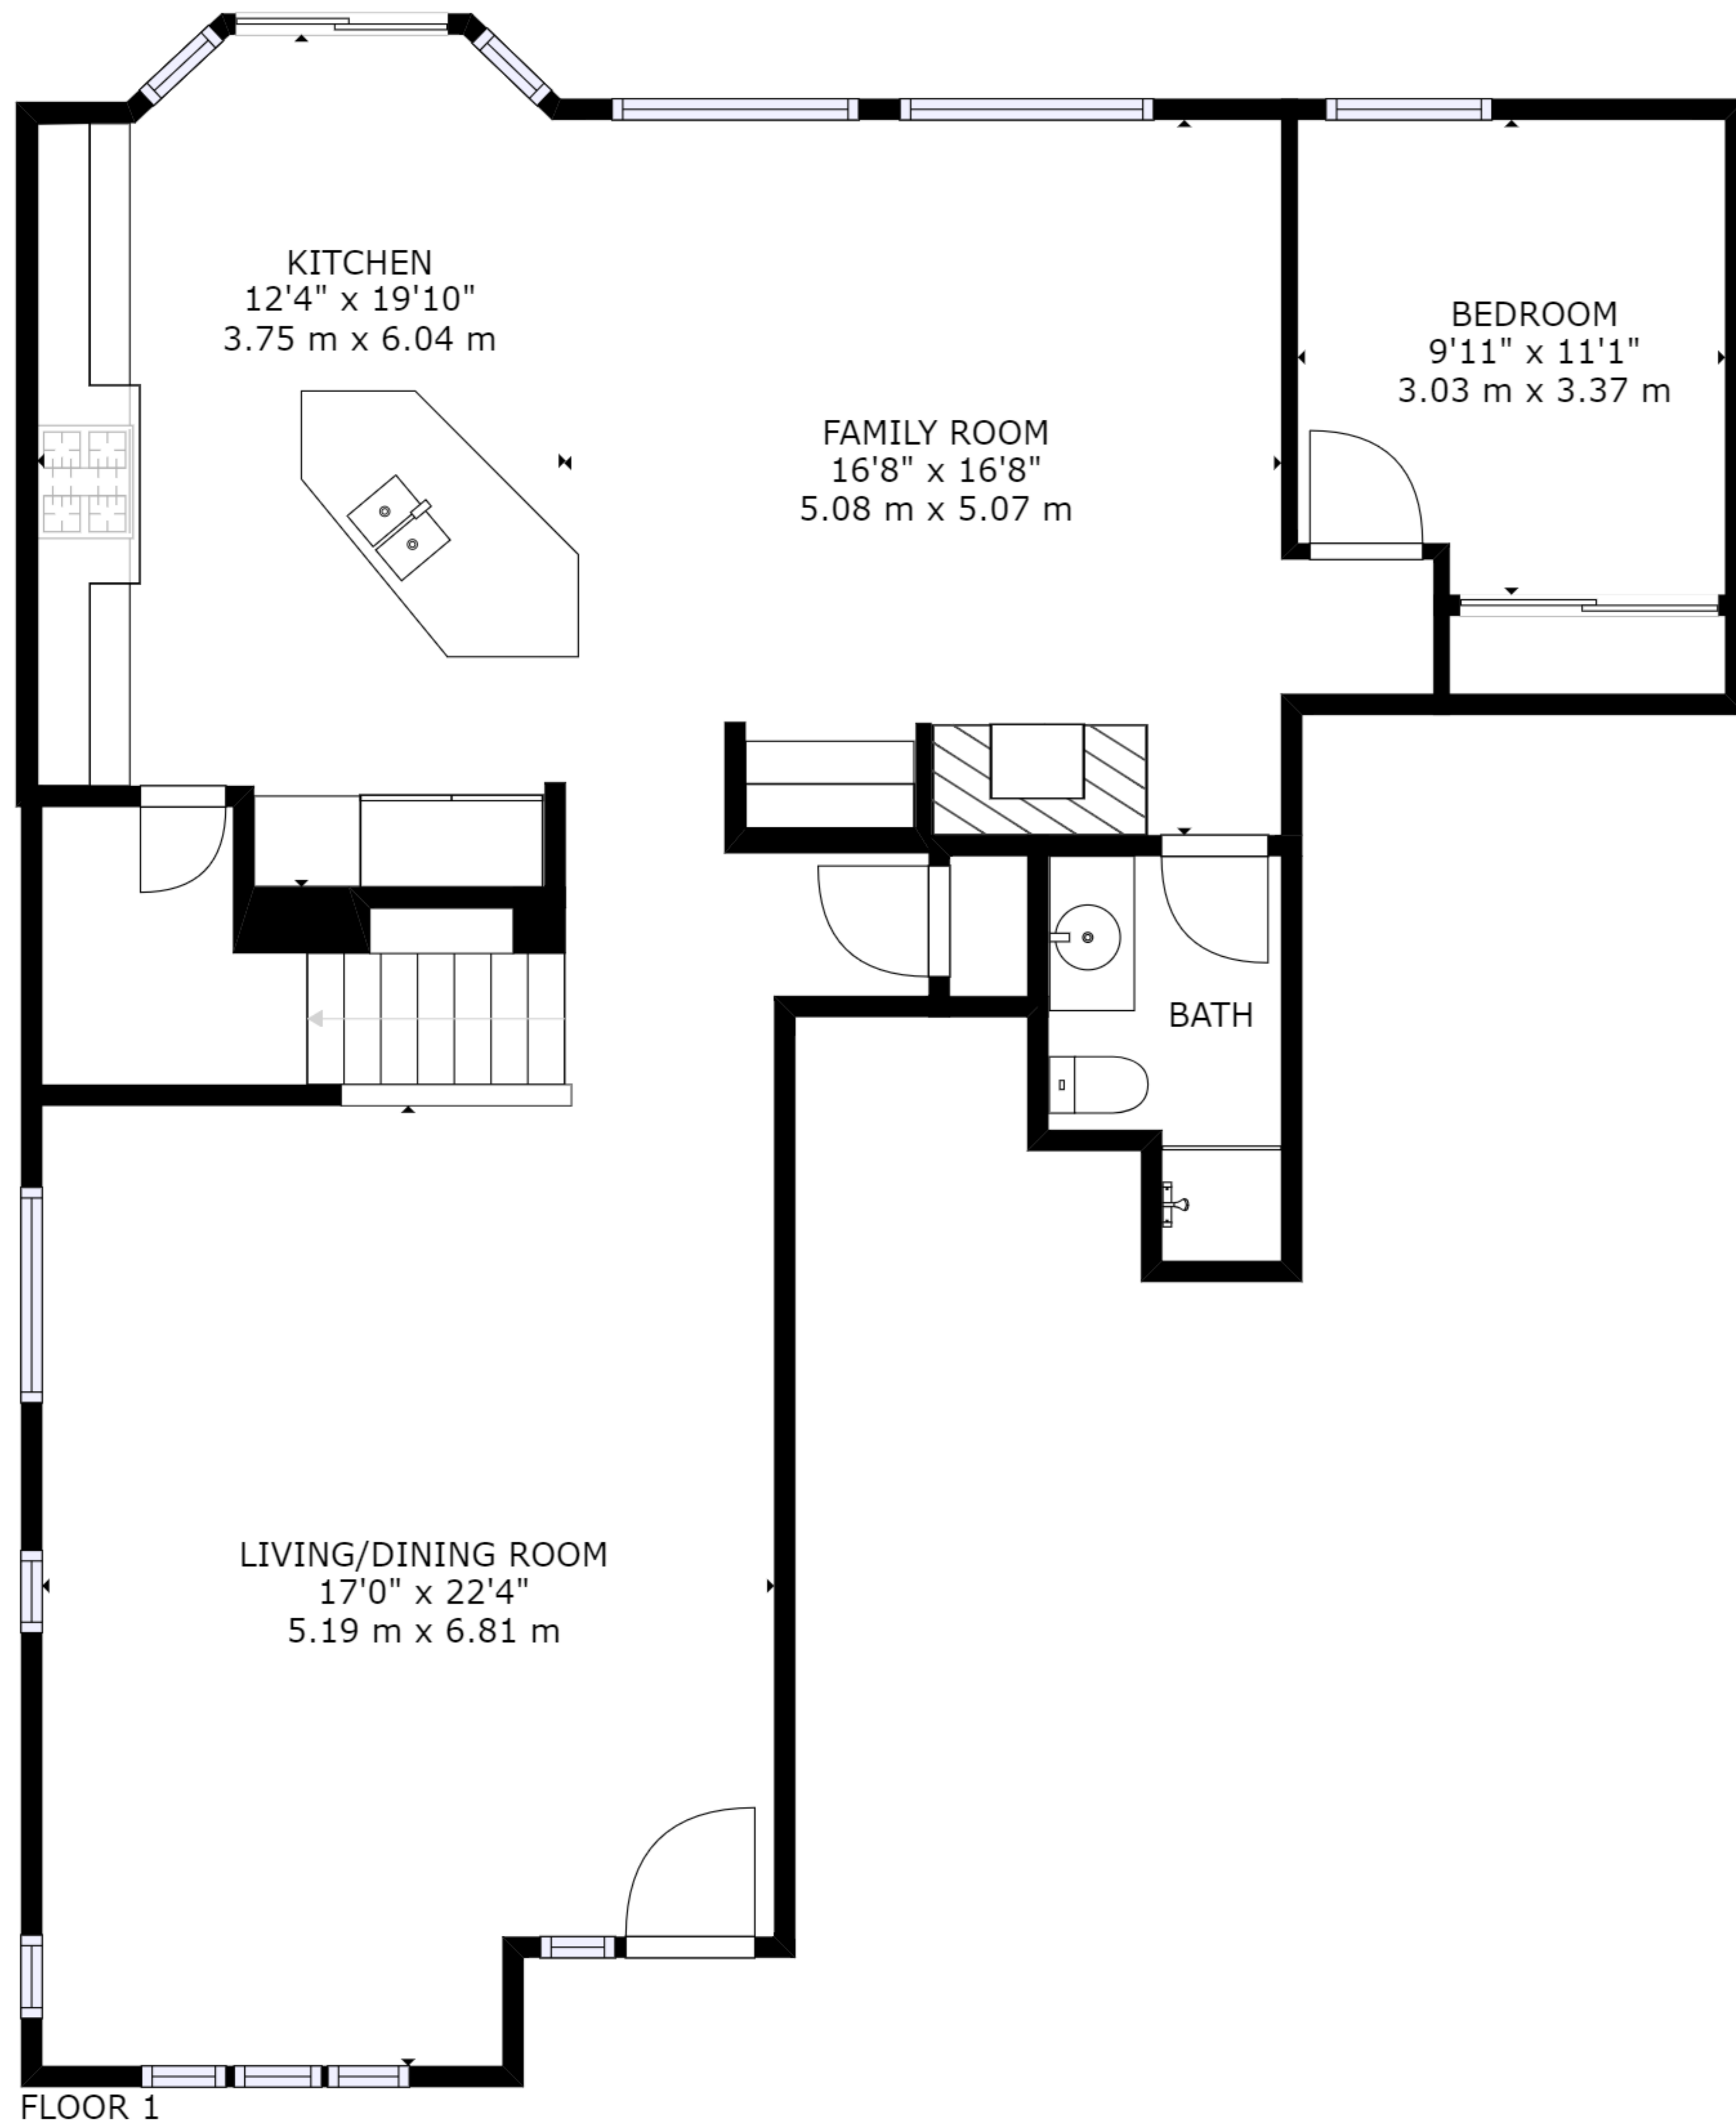 KITCHEN
12'4" x 19'10"
3.75 m x 6.04 m
BEDROOM
9'11" x 11'1"
3.03 m x 3.37 m
FAMILY ROOM
16'8" x 16'8"
5.08 m x 5.07 m
BATH
LIVING/DINING ROOM
17'0" x 22'4"
5.19 m x 6.81 m
FLOOR 1